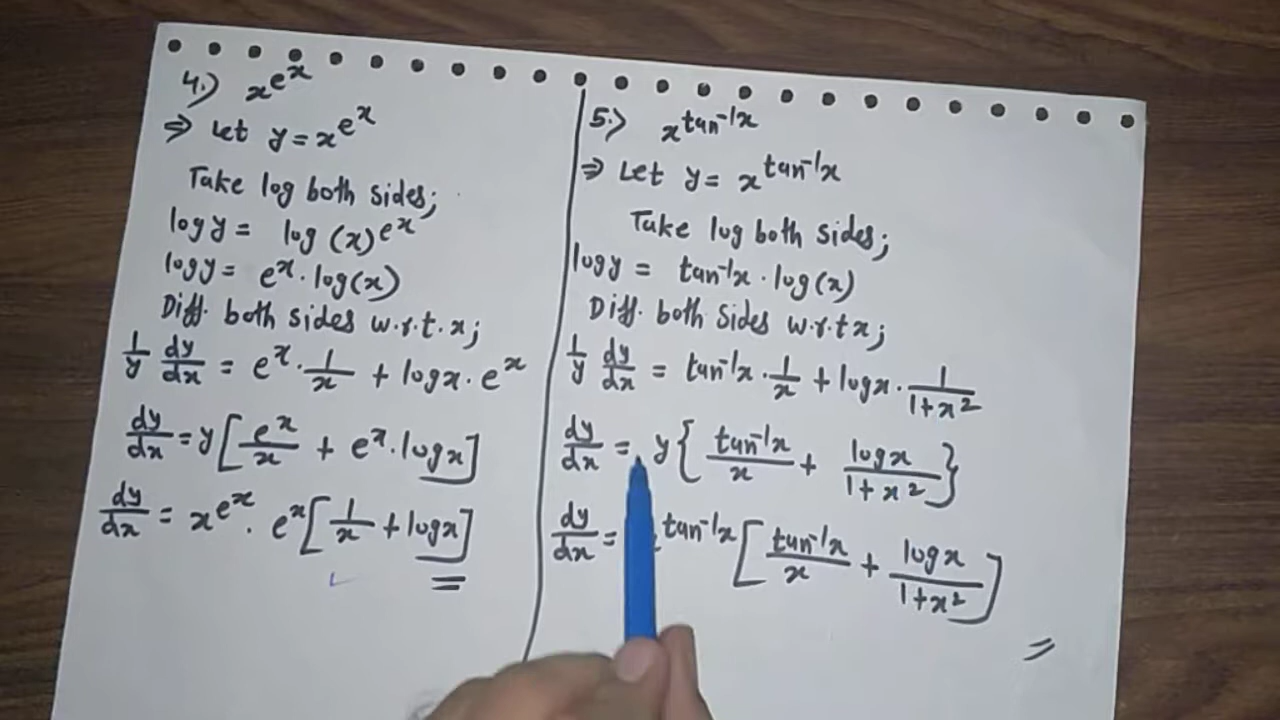 4.) x^e^x
⇒ Let y = x^e^x
Take log both sides;
log y = log (x)^e^x
log y = e^x · log(x)
Diff. both sides w.r.t. x;
1/y dy/dx = e^x · 1/x + log x · e^x
dy/dx = y [e^x/x + e^x · log x]
dy/dx = x^e^x · e^x [1/x + log x]
5.) x^tan⁻¹x
⇒ Let y = x^tan⁻¹x
Take log both sides;
log y = tan⁻¹x · log(x)
Diff. both sides w.r.t x;
1/y dy/dx = tan⁻¹x · 1/x + log x · 1/1+x²
dy/dx = y { tan⁻¹x/x + log x/1+x² }
dy/dx = tan⁻¹x [ tan⁻¹x/x + log x/1+x² ]